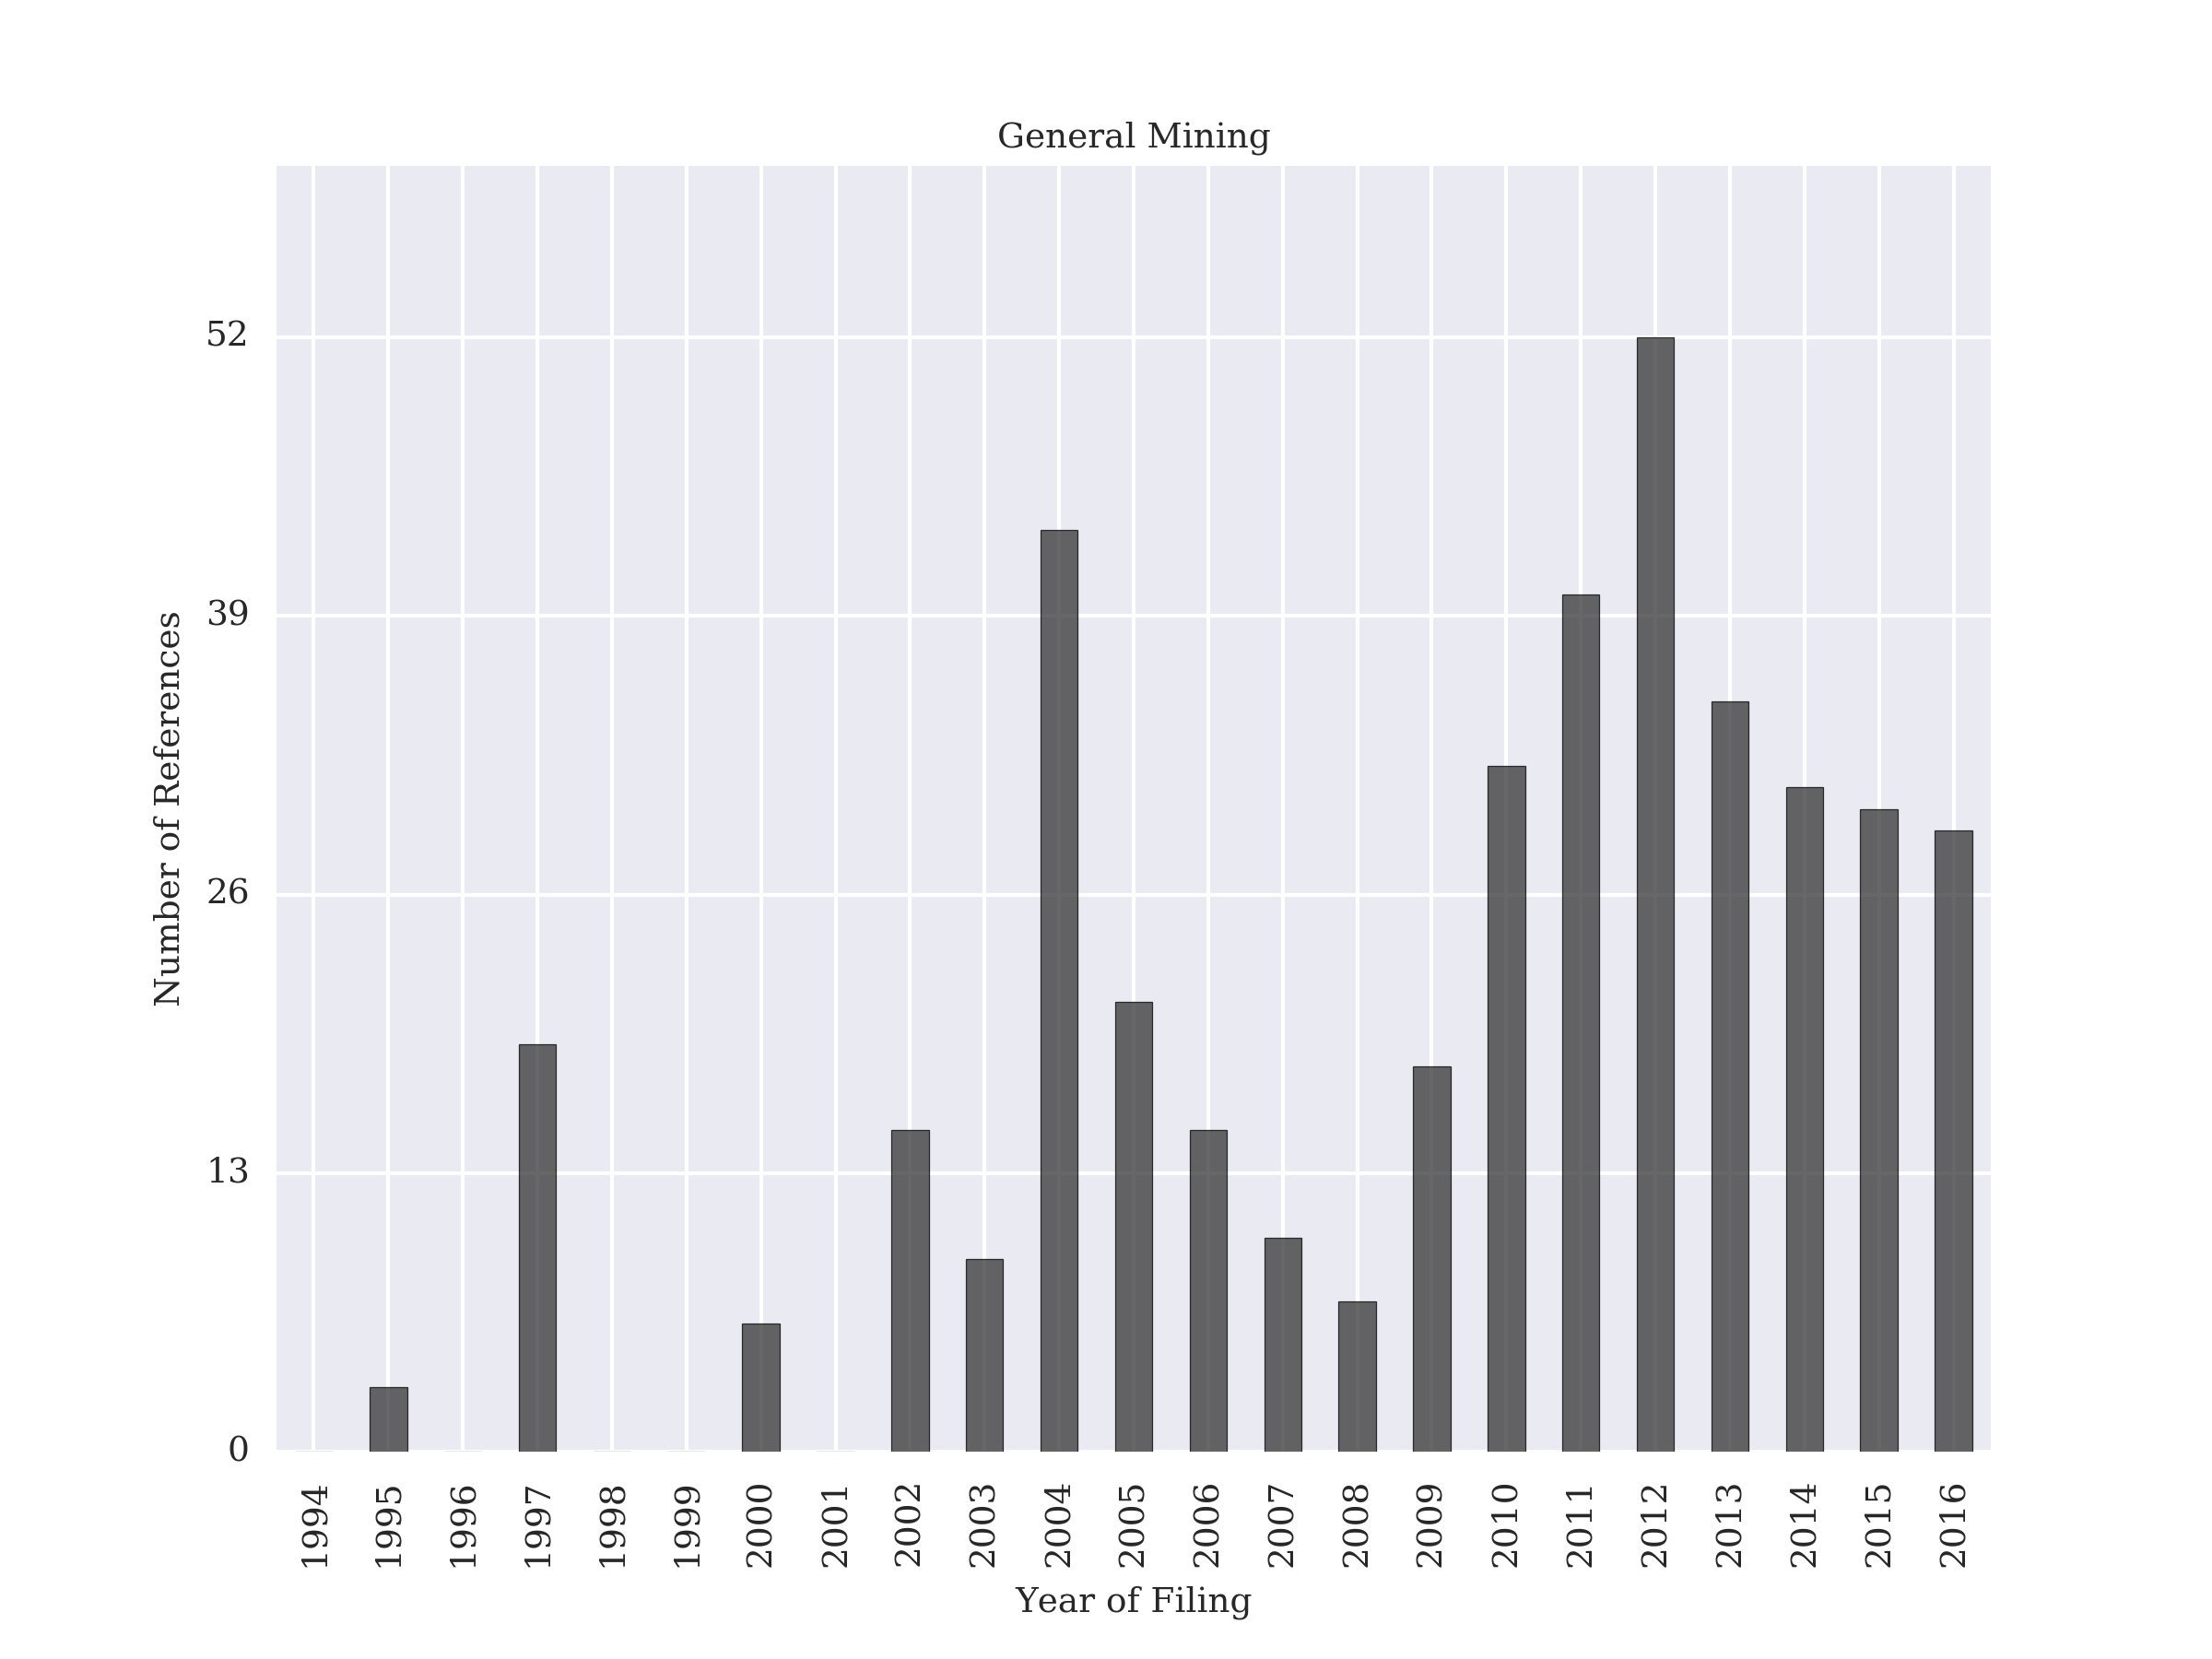 General Mining
Number of References
52
39
26
13
0
1994 1995 1996 1997 1998 1999 2000 2001 2002 2003 2004 2005 2006 2007 2008 2009 2010 2011 2012 2013 2014 2015 2016
Year of Filing